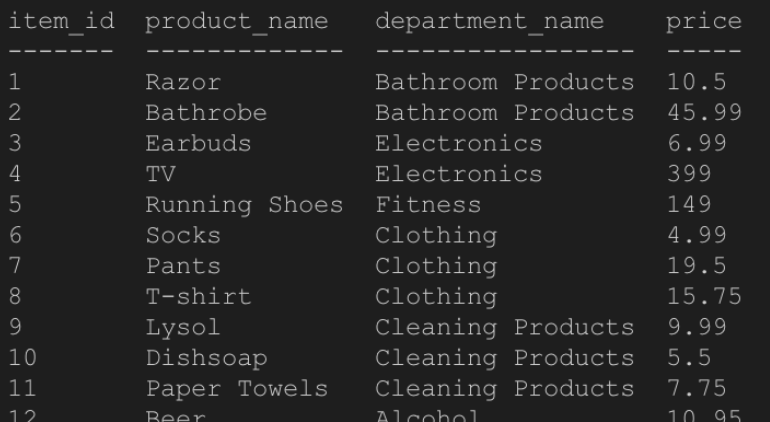 item_id  product_name   department_name    price
-------  -------------  -----------------  -----
1        Razor          Bathroom Products  10.5
2        Bathrobe       Bathroom Products  45.99
3        Earbuds        Electronics        6.99
4        TV             Electronics        399
5        Running Shoes  Fitness            149
6        Socks          Clothing           4.99
7        Pants          Clothing           19.5
8        T-shirt        Clothing           15.75
9        Lysol          Cleaning Products  9.99
10       Dishsoap       Cleaning Products  5.5
11       Paper Towels   Cleaning Products  7.75
12       Beer           Alcohol            10.95